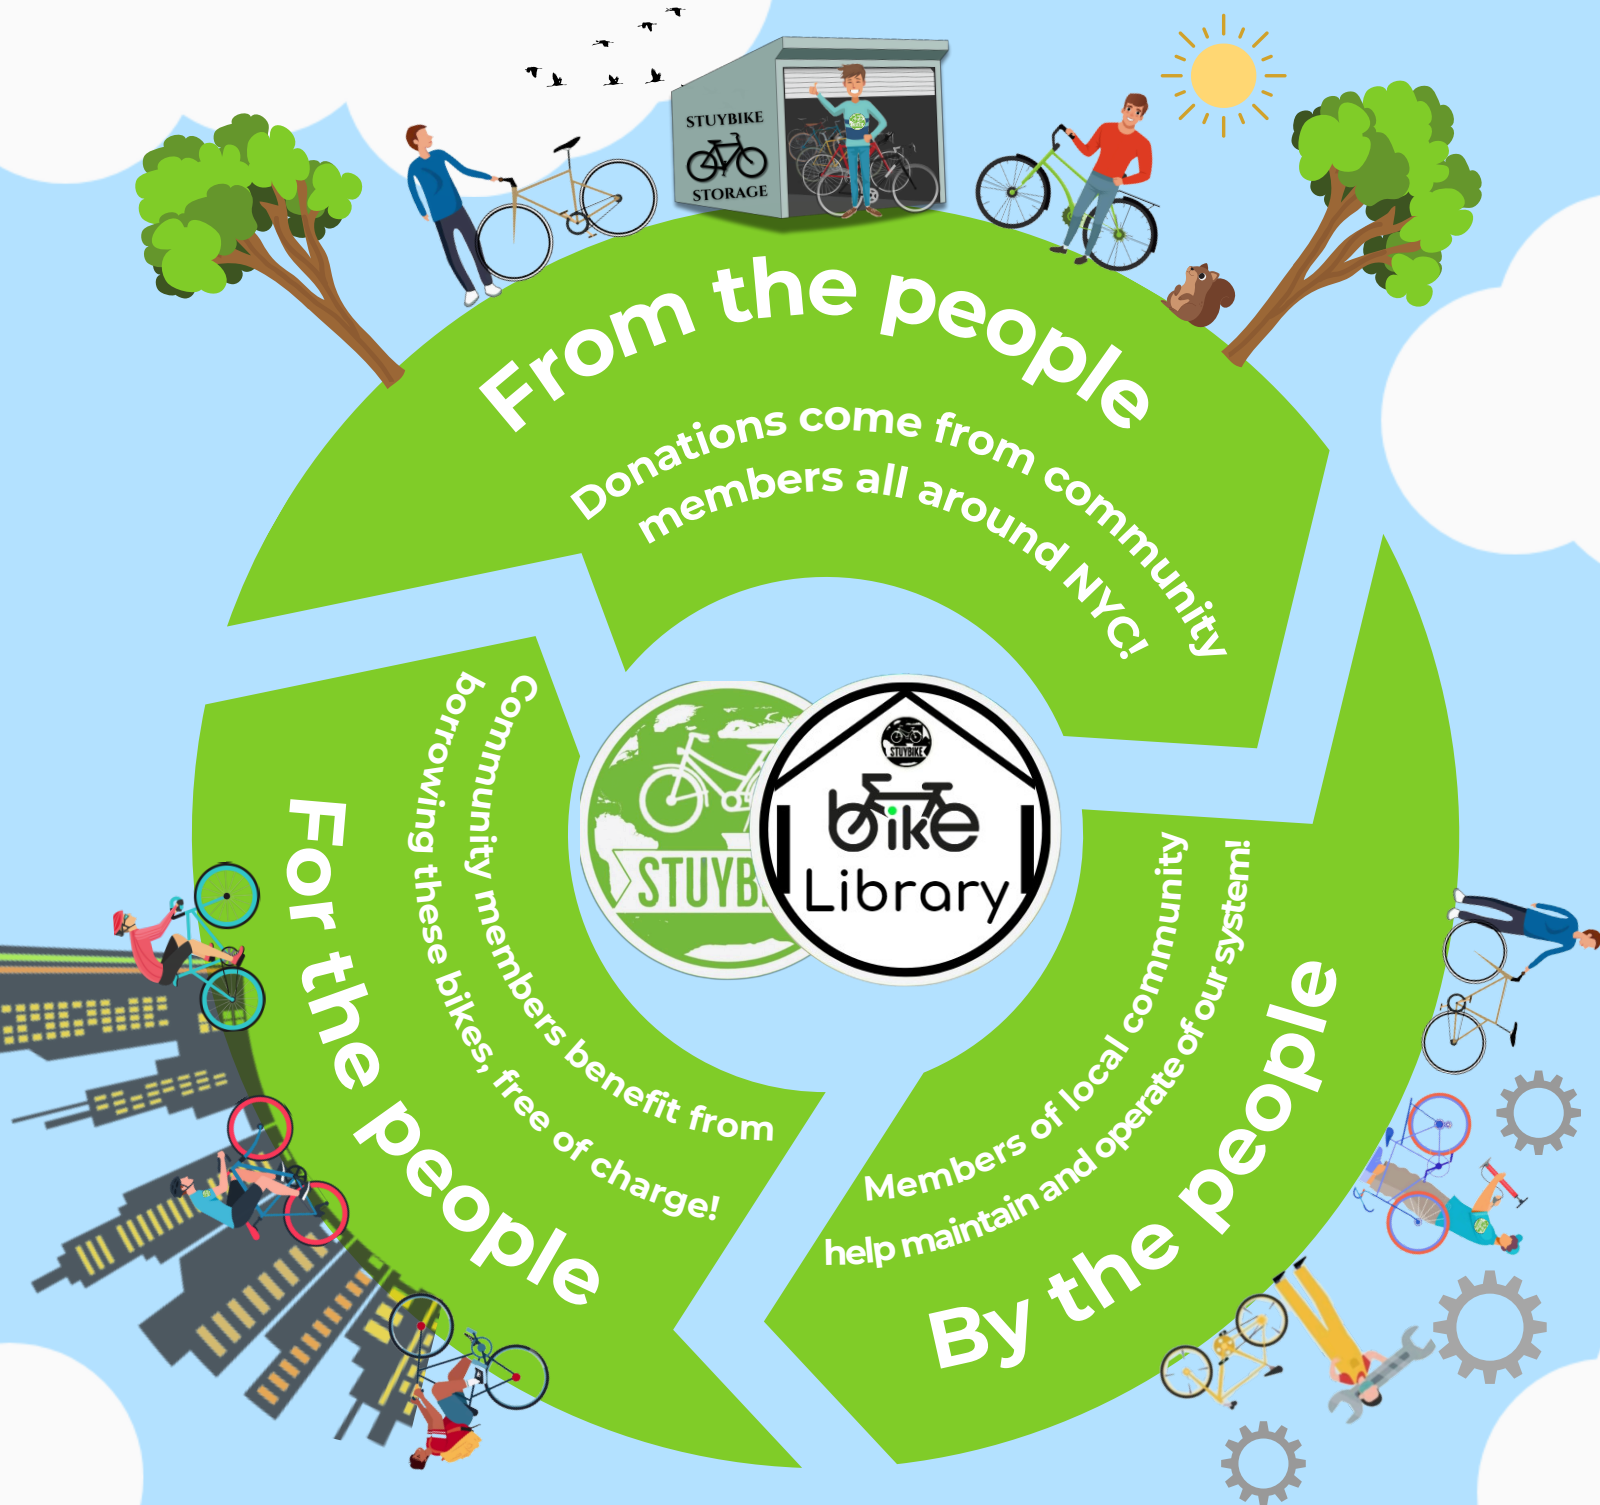 STUYBIKE
STORAGE
From the people
Donations come from community
members all around NYC!
By the people
Members of local community
help maintain and operate of our system!
For the people
Community members benefit from
borrowing these bikes, free of charge!
STUYB
STUYBIKE
bike
Library